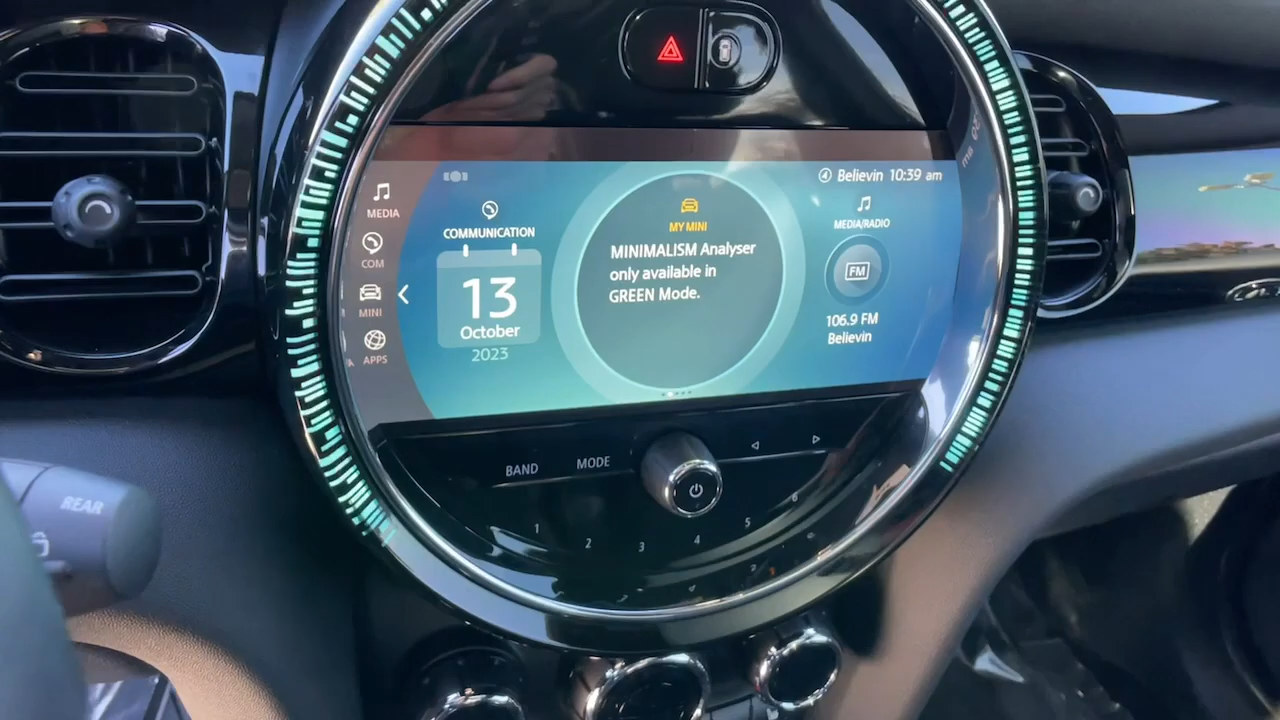 Believin 10:39 am
MEDIA
COM
MINI
APPS
COMMUNICATION
13
October
2023
MY MINI
MINIMALISM Analyser
only available in
GREEN Mode.
MEDIA/RADIO
FM
106.9 FM
Believin
BAND MODE
1 2 3 4 5 6
REAR